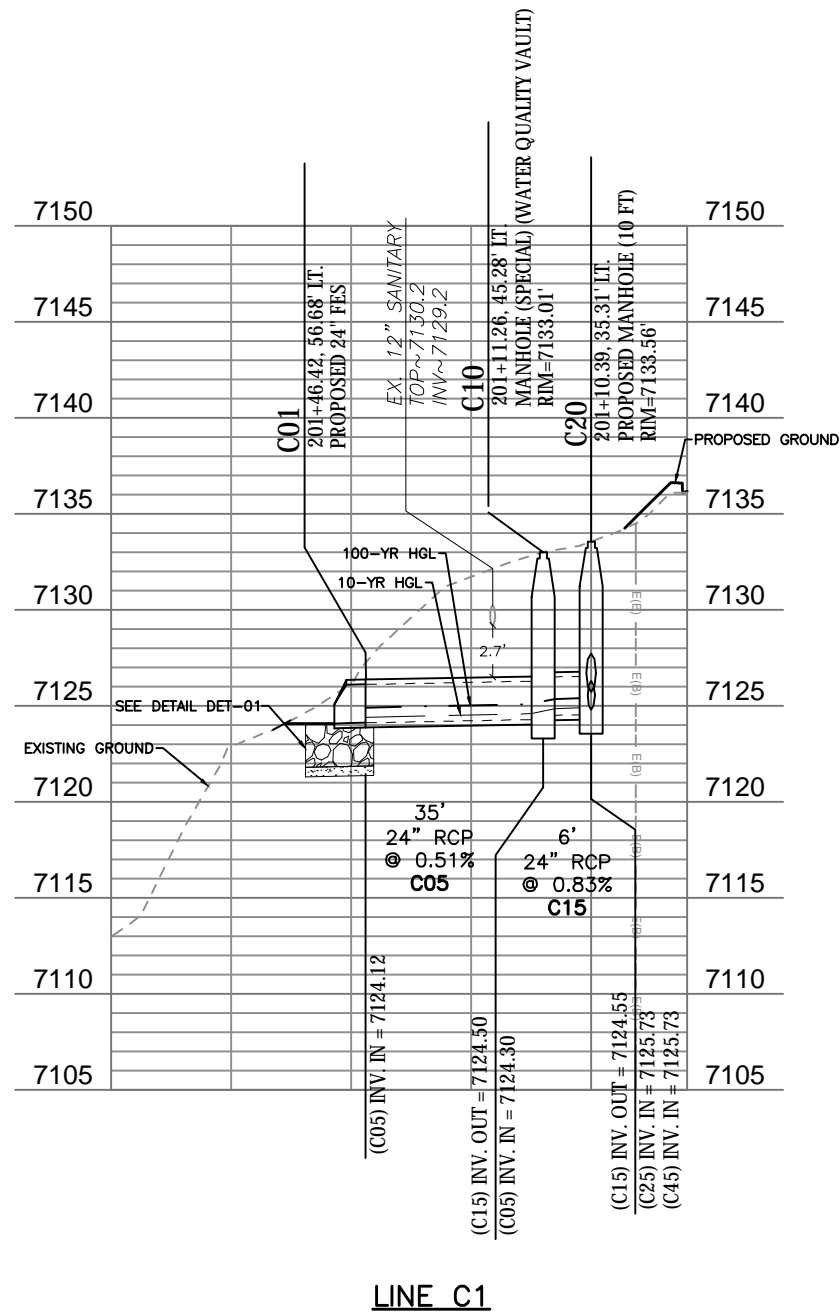 7150
7145
7140
7135
7130
7125
7120
7115
7110
7105
7150
7145
7140
7135
7130
7125
7120
7115
7110
7105
C01
201+46.42, 56.68' LT.
PROPOSED 24" FES
EX. 12" SANITARY
TOP~7130.2
INV~7129.2
C10
201+11.26, 45.28' LT.
MANHOLE (SPECIAL) (WATER QUALITY VAULT)
RIM=7133.01'
C20
201+10.39, 35.31' LT.
PROPOSED MANHOLE (10 FT)
RIM=7133.56'
PROPOSED GROUND
100-YR HGL
10-YR HGL
2.7'
SEE DETAIL DET-01
EXISTING GROUND
E(B)
E(B)
E(B)
E(B)
E(B)
E(B)
35'
24" RCP
@ 0.51%
C05
6'
24" RCP
@ 0.83%
C15
(C05) INV. IN = 7124.12
(C15) INV. OUT = 7124.50
(C05) INV. IN = 7124.30
(C15) INV. OUT = 7124.55
(C25) INV. IN = 7125.73
(C45) INV. IN = 7125.73
LINE C1